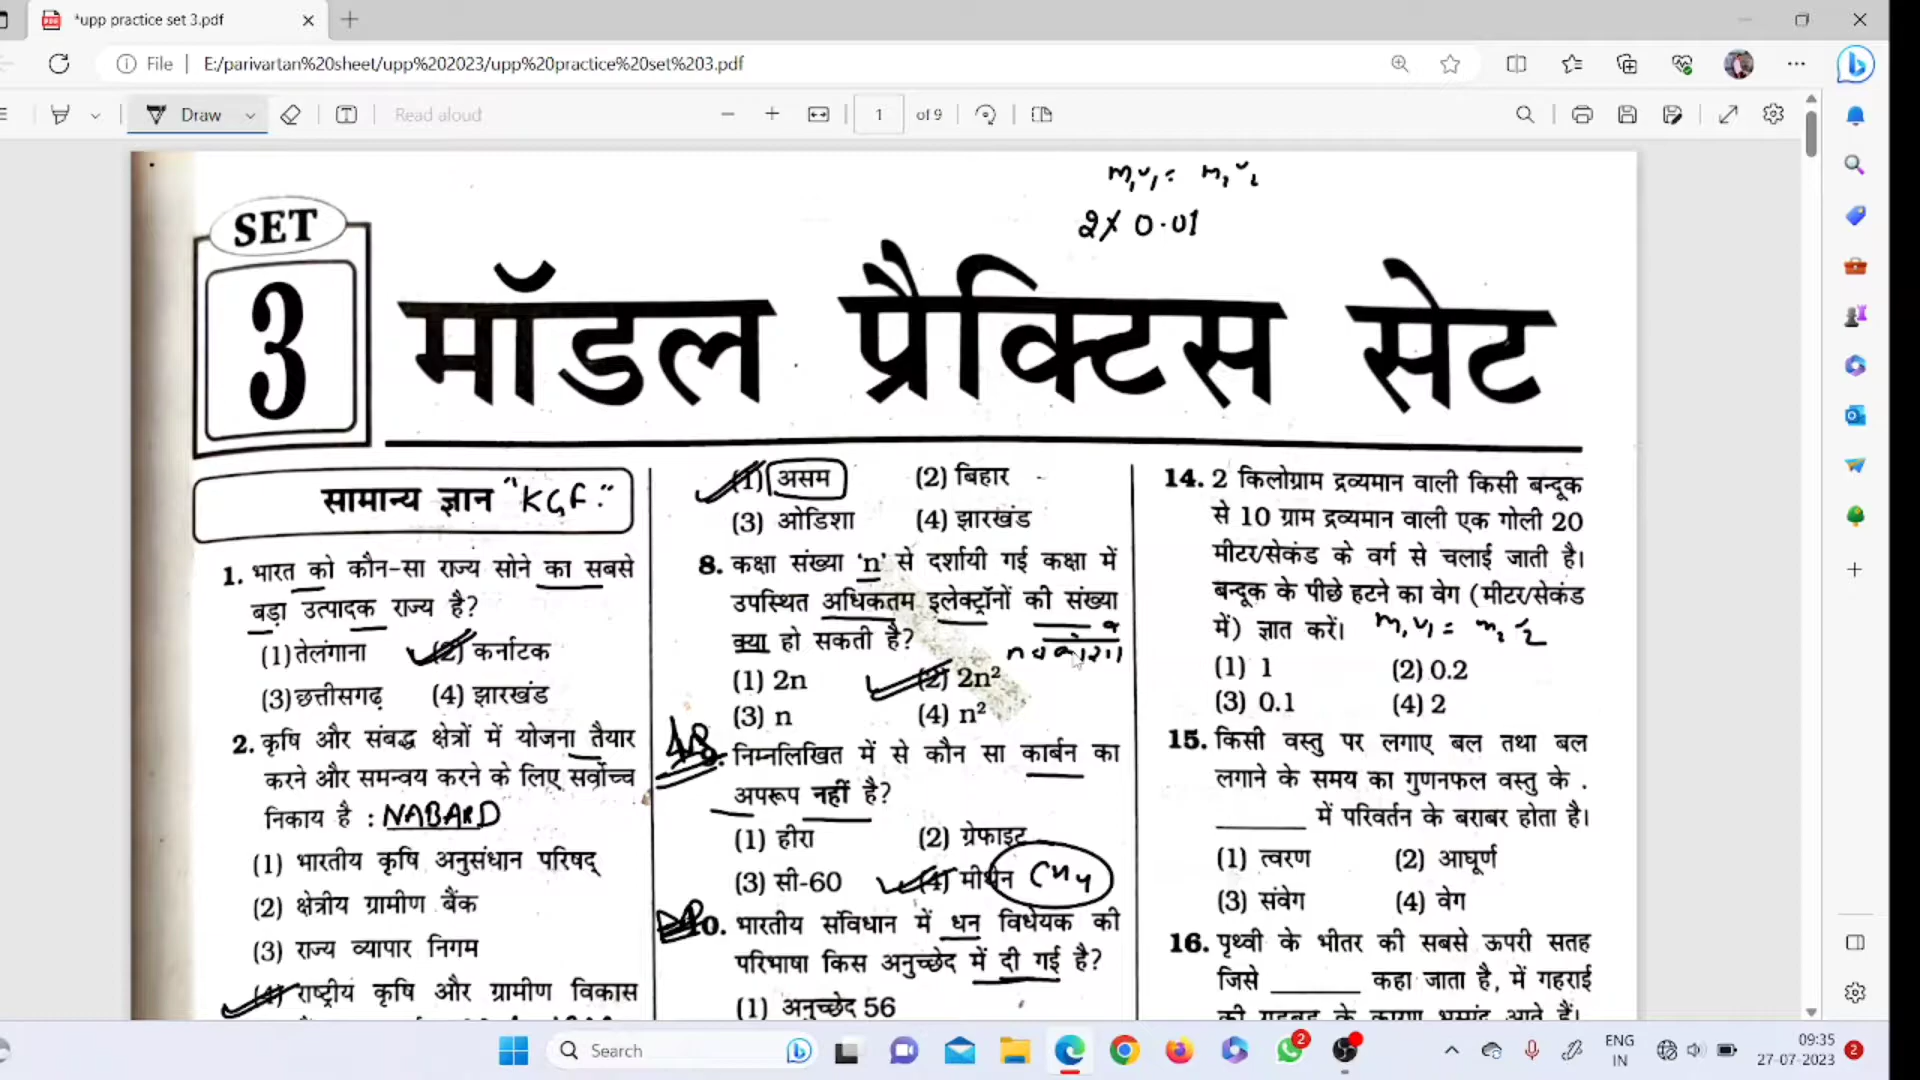 *upp practice set 3.pdf
File
E:/parivartan%20sheet/upp%202023/upp%20practice%20set%203.pdf
Draw
Read aloud
1
of 9
m₁v₁ = m₂v₂
2 × 0.01
SET
3
मॉडल प्रैक्टिस सेट
सामान्य ज्ञान "KGF"
1. भारत को कौन-सा राज्य सोने का सबसे
बड़ा उत्पादक राज्य है?
(1) तेलंगाना (2) कर्नाटक
(3) छत्तीसगढ़ (4) झारखंड
2. कृषि और संबद्ध क्षेत्रों में योजना तैयार
करने और समन्वय करने के लिए सर्वोच्च
निकाय है : NABARD
(1) भारतीय कृषि अनुसंधान परिषद्
(2) क्षेत्रीय ग्रामीण बैंक
(3) राज्य व्यापार निगम
(4) राष्ट्रीय कृषि और ग्रामीण विकास
(1) असम (2) बिहार
(3) ओडिशा (4) झारखंड
8. कक्षा संख्या 'n' से दर्शायी गई कक्षा में
उपस्थित अधिकतम इलेक्ट्रॉनों की संख्या
क्या हो सकती है?
(1) 2n (2) 2n²
(3) n (4) n²
9. निम्नलिखित में से कौन सा कार्बन का
अपरूप नहीं है?
(1) हीरा (2) ग्रेफाइट
(3) सी-60 (4) मीथेन CH₄
10. भारतीय संविधान में धन विधेयक की
परिभाषा किस अनुच्छेद में दी गई है?
(1) अनुच्छेद 56
14. 2 किलोग्राम द्रव्यमान वाली किसी बन्दूक
से 10 ग्राम द्रव्यमान वाली एक गोली 20
मीटर/सेकंड के वर्ग से चलाई जाती है।
बन्दूक के पीछे हटने का वेग (मीटर/सेकंड
में) ज्ञात करें। m₁v₁ = m₂v₂
(1) 1 (2) 0.2
(3) 0.1 (4) 2
15. किसी वस्तु पर लगाए बल तथा बल
लगाने के समय का गुणनफल वस्तु के .
______ में परिवर्तन के बराबर होता है।
(1) त्वरण (2) आघूर्ण
(3) संवेग (4) वेग
16. पृथ्वी के भीतर की सबसे ऊपरी सतह
जिसे ______ कहा जाता है, में गहराई
की गड़बड़ के कारण भूस्पंद आते हैं।
Search
2
ENG
IN
09:35
27-07-2023
2